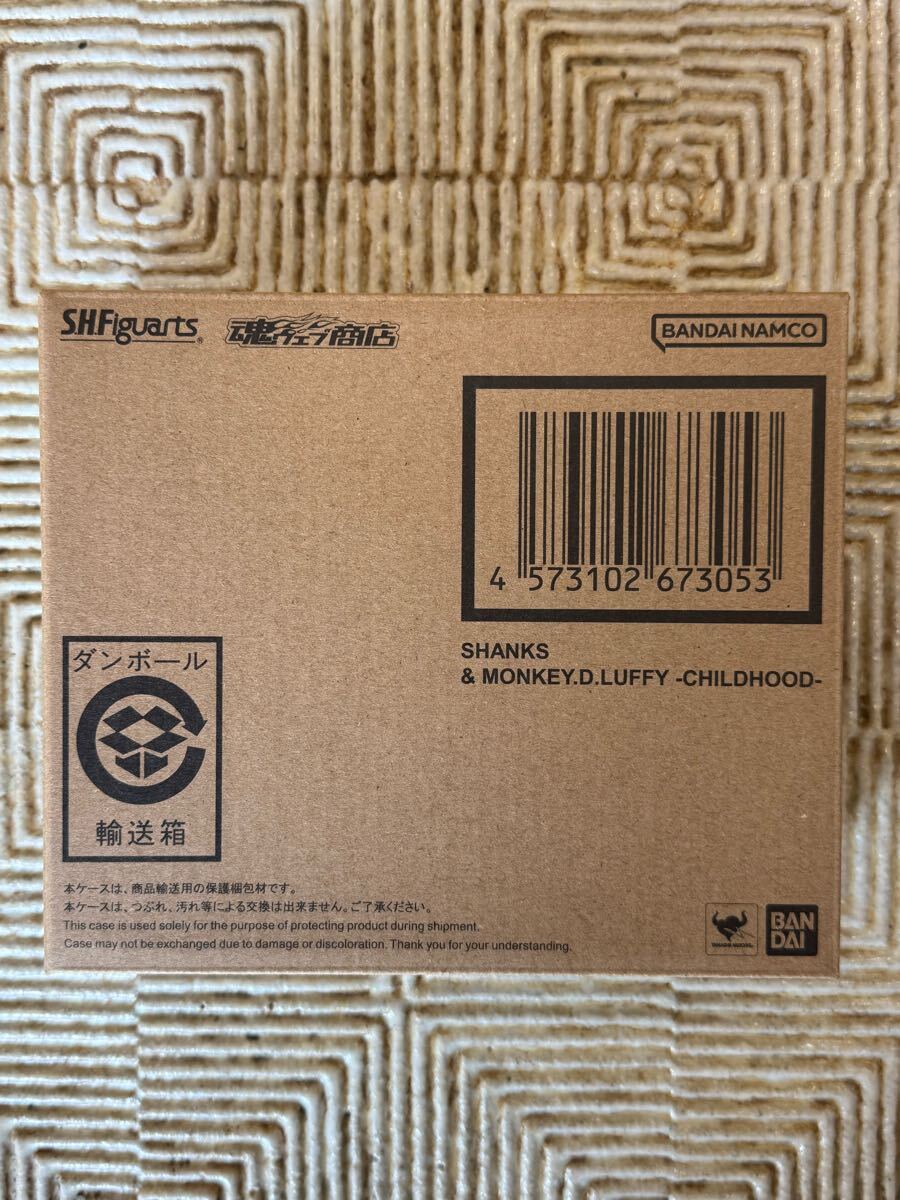 S.H.Figuarts®
魂ウェブ商店
BANDAI NAMCO
4 573102 673053
SHANKS
& MONKEY.D.LUFFY -CHILDHOOD-
ダンボール
輸送箱
本ケースは、商品輸送用の保護梱包材です。
本ケースは、つぶれ、汚れ等による交換は出来ません。ご了承ください。
This case is used solely for the purpose of protecting product during shipment.
Case may not be exchanged due to damage or discoloration. Thank you for your understanding.
BAN
DAI